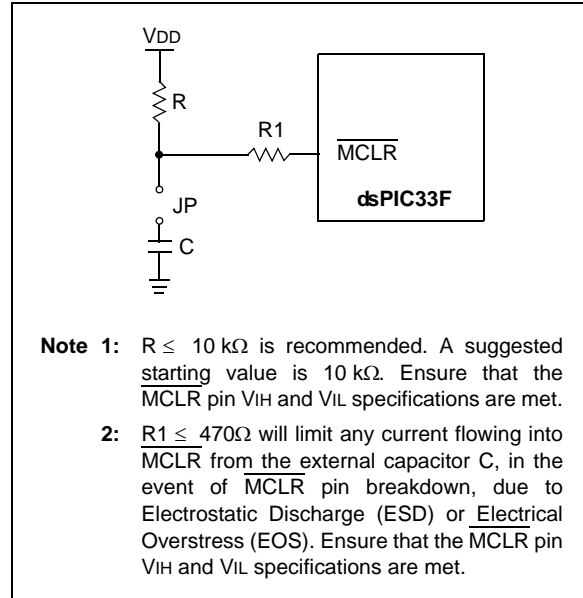 VDD
R
R1
MCLR
dsPIC33F
JP
C
Note 1: R ≤ 10 kΩ is recommended. A suggested
starting value is 10 kΩ. Ensure that the
MCLR pin VIH and VIL specifications are met.
2: R1 ≤ 470Ω will limit any current flowing into
MCLR from the external capacitor C, in the
event of MCLR pin breakdown, due to
Electrostatic Discharge (ESD) or Electrical
Overstress (EOS). Ensure that the MCLR pin
VIH and VIL specifications are met.